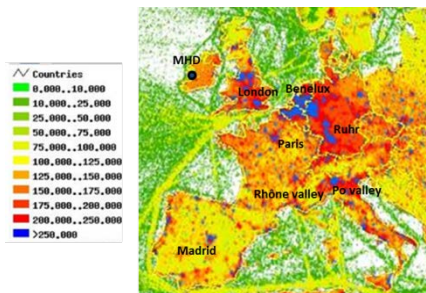 Countries
0.000..10.000
10.000..25.000
25.000..50.000
50.000..75.000
75.000..100.000
100.000..125.000
125.000..150.000
150.000..175.000
175.000..200.000
200.000..250.000
>250.000
MHD
London
Benelux
Ruhr
Paris
Rhône valley
Po valley
Madrid